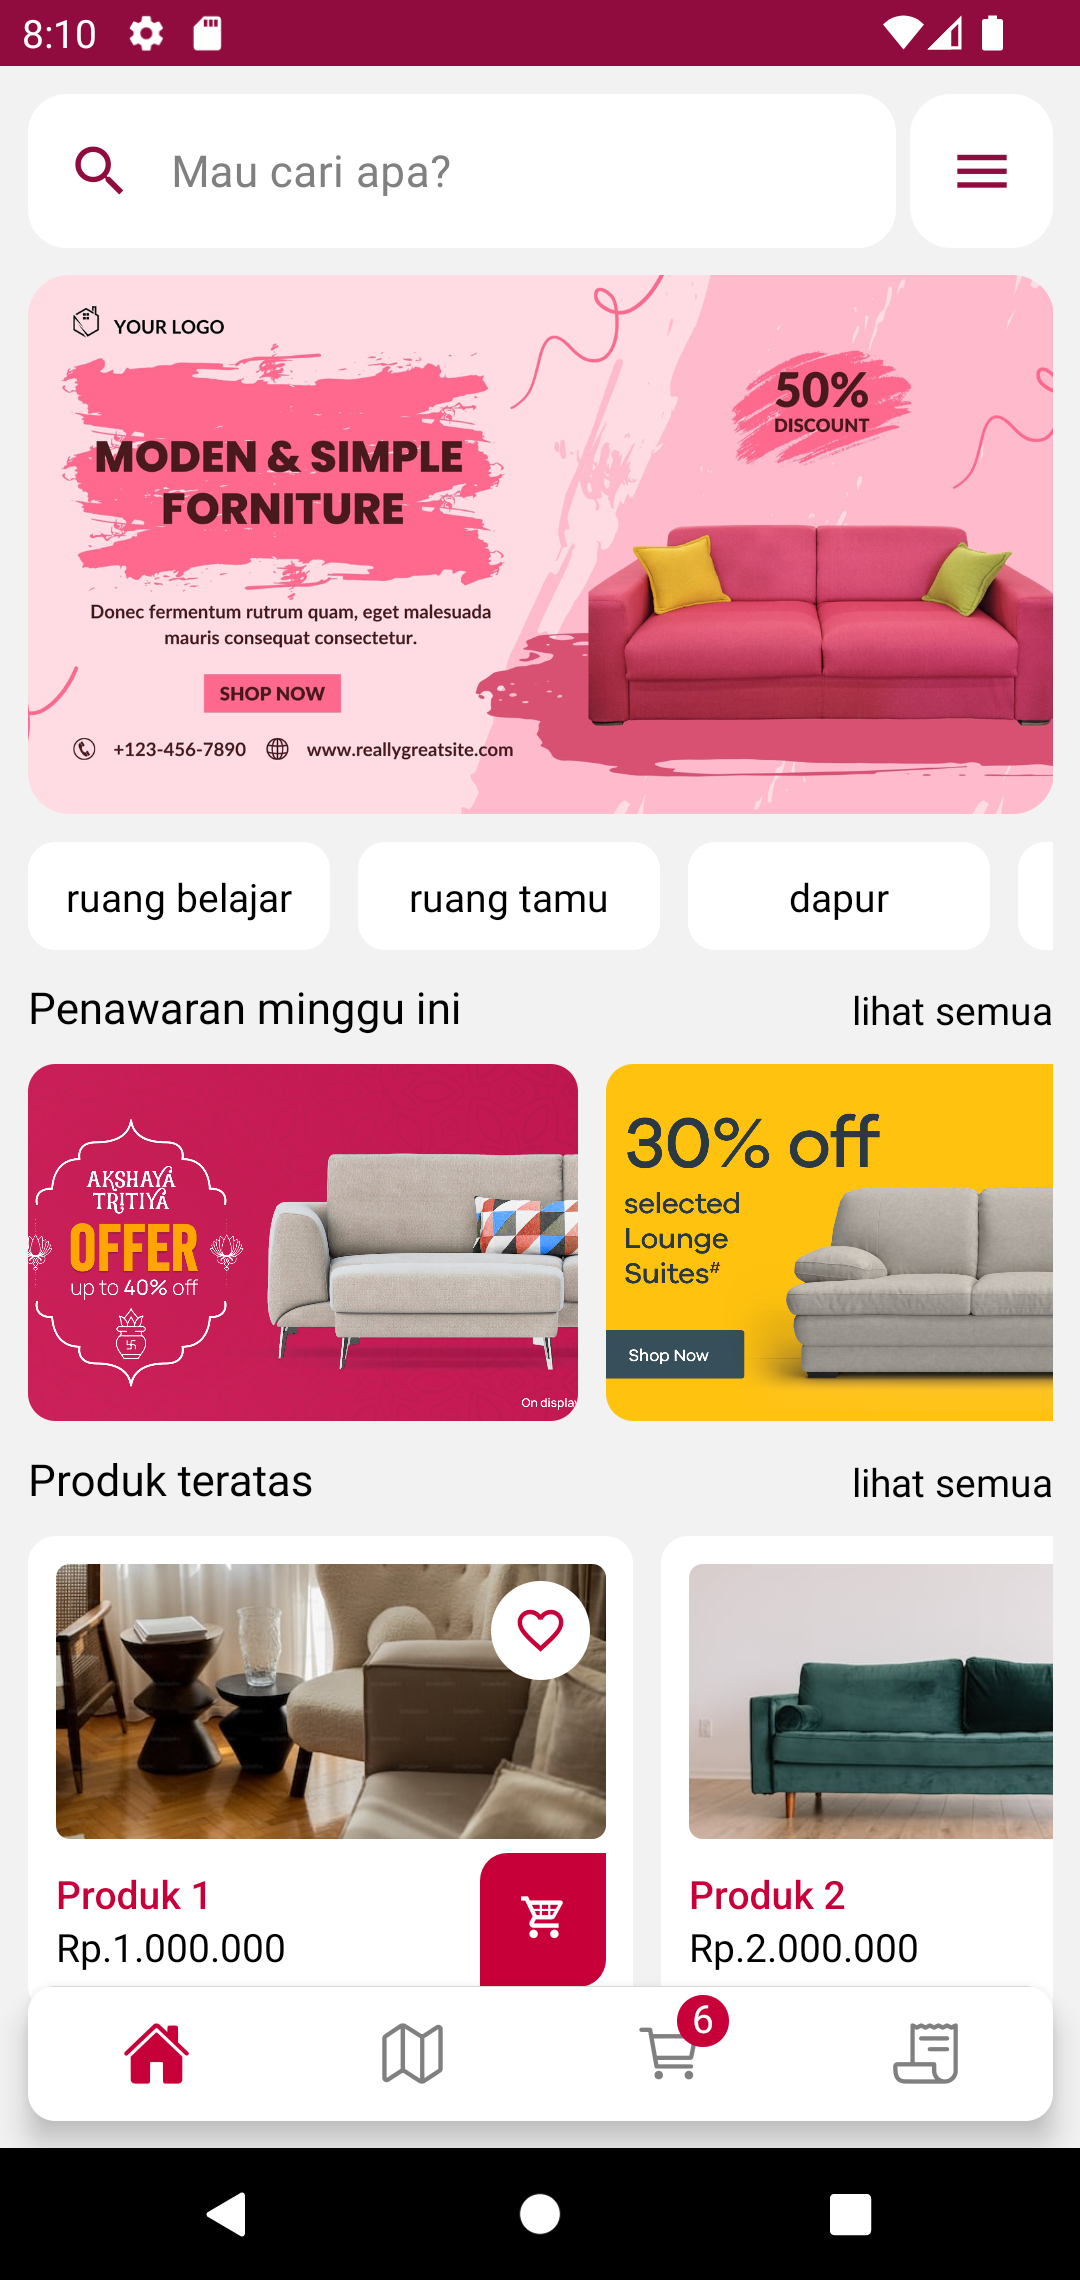 8:10
Mau cari apa?
YOUR LOGO
50%
DISCOUNT
MODEN & SIMPLE
FORNITURE
Donec fermentum rutrum quam, eget malesuada
mauris consequat consectetur.
SHOP NOW
+123-456-7890 www.reallygreatsite.com
ruang belajar ruang tamu dapur
Penawaran minggu ini lihat semua
AKSHAYA
TRITIYA
OFFER
up to 40% off
On display
30% off
selected
Lounge
Suites#
Shop Now
Produk teratas lihat semua
Produk 1
Rp.1.000.000
Produk 2
Rp.2.000.000
6